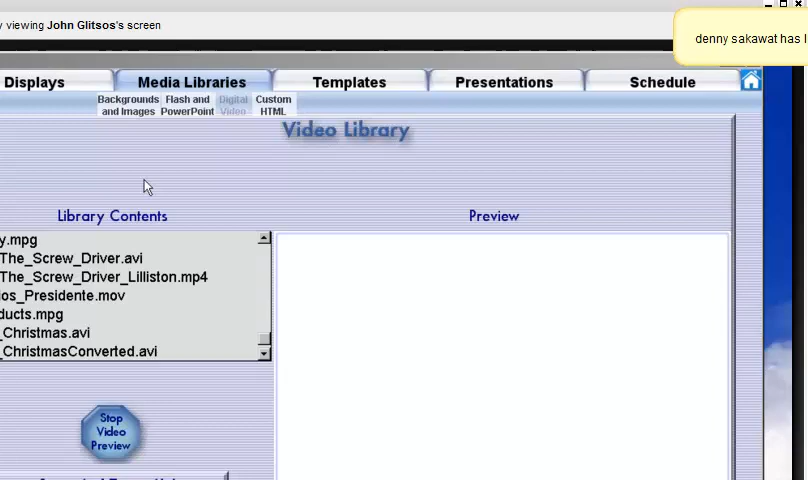 viewing John Glitsos's screen
denny sakawat has
Displays
Media Libraries
Templates
Presentations
Schedule
Backgrounds and Images
Flash and PowerPoint
Digital Video
Custom HTML
Video Library
Library Contents
Preview
y.mpg
The_Screw_Driver.avi
The_Screw_Driver_Lilliston.mp4
ios_Presidente.mov
ducts.mpg
_Christmas.avi
_ChristmasConverted.avi
Stop
Video
Preview